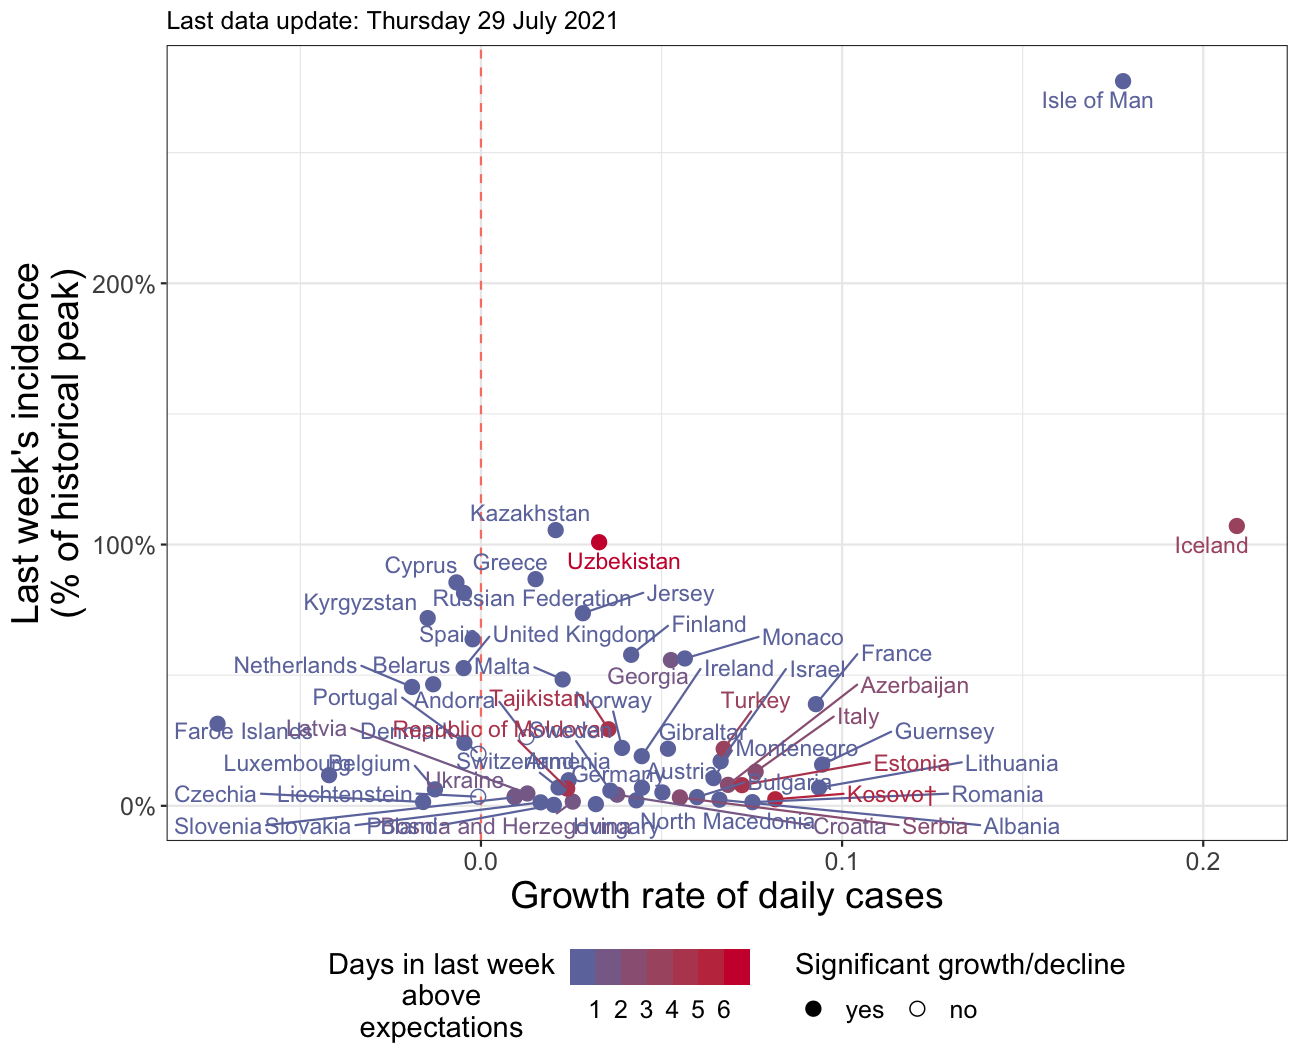 Last data update: Thursday 29 July 2021
Last week's incidence
(% of historical peak)
200%
100%
0%
Isle of Man
Kazakhstan
Uzbekistan
Iceland
Cyprus
Greece
Russian Federation
Jersey
Kyrgyzstan
Spain
United Kingdom
Finland
Monaco
Netherlands
Belarus
Malta
Georgia
Ireland
Israel
France
Portugal
Andorra
Tajikistan
Norway
Turkey
Azerbaijan
Italy
Faroe Islands
Latvia
Denmark
Republic of Moldova
Sweden
Gibraltar
Guernsey
Montenegro
Luxembourg
Belgium
Switzerland
Armenia
Germany
Austria
Estonia
Lithuania
Ukraine
Bulgaria
Czechia
Liechtenstein
Kosovo†
Romania
Slovenia
Slovakia
Poland
Bosnia and Herzegovina
Hungary
North Macedonia
Croatia
Serbia
Albania
0.0
0.1
0.2
Growth rate of daily cases
Days in last week
above
expectations
1 2 3 4 5 6
Significant growth/decline
yes
no